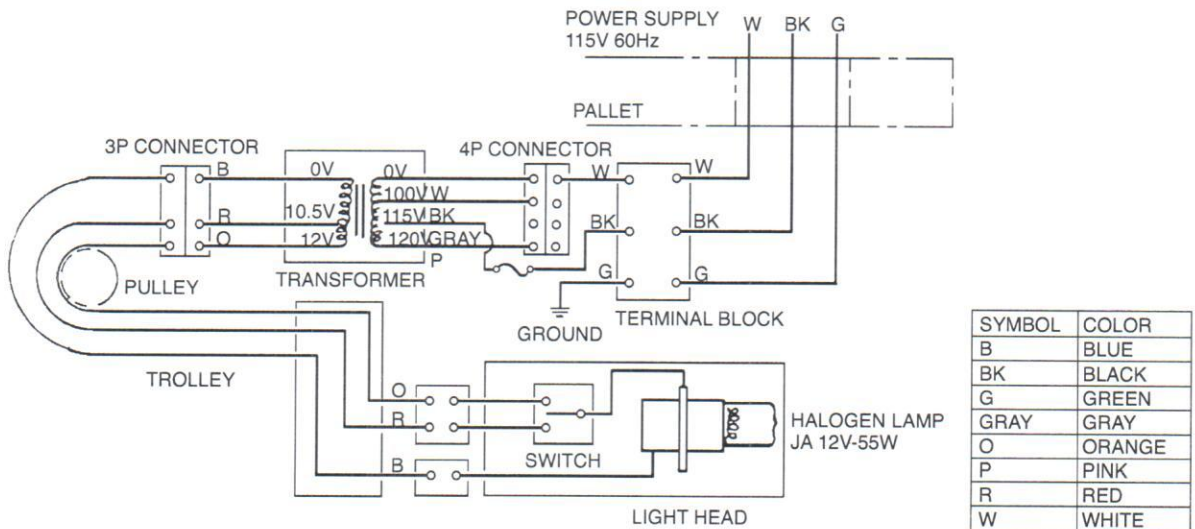 POWER SUPPLY
115V 60Hz
W BK G
PALLET
3P CONNECTOR
4P CONNECTOR
B
0V
0V
W
W
100V W
10.5V
R
115V BK
BK
BK
12V
O
120V GRAY
P
G
G
PULLEY
TRANSFORMER
GROUND
TERMINAL BLOCK
TROLLEY
O
R
B
SWITCH
HALOGEN LAMP
JA 12V-55W
LIGHT HEAD
SYMBOL COLOR
B BLUE
BK BLACK
G GREEN
GRAY GRAY
O ORANGE
P PINK
R RED
W WHITE